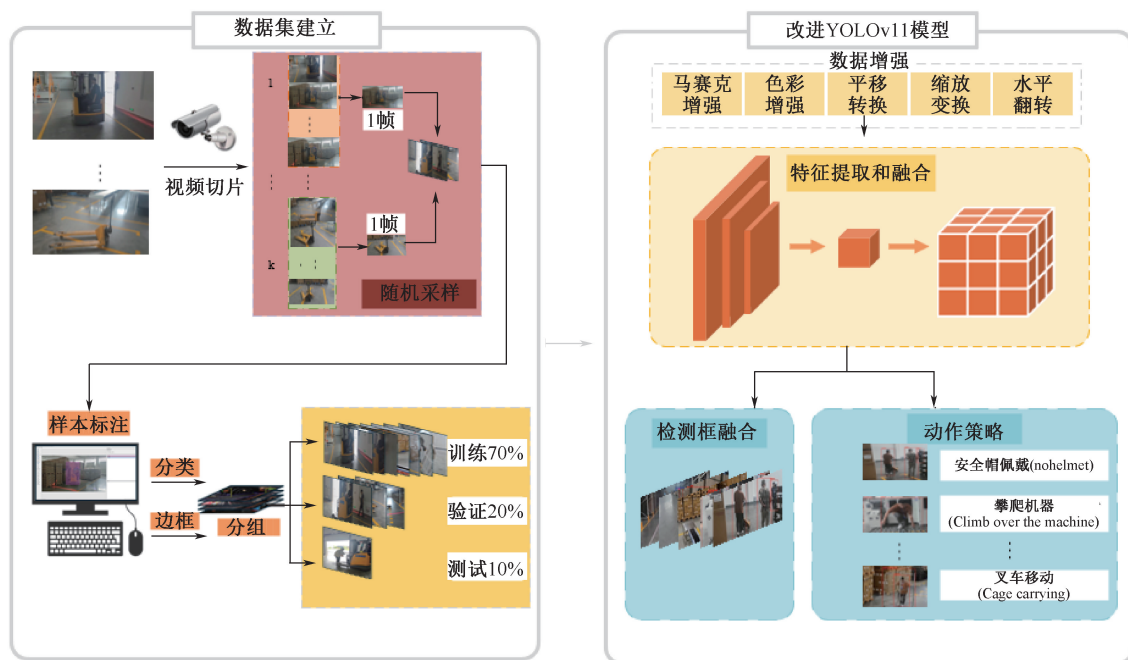 数据集建立
1
1帧
视频切片
1帧
k
随机采样
样本标注
分类
边框
分组
训练70%
验证20%
测试10%
改进YOLOv11模型
数据增强
马赛克
增强
色彩
增强
平移
转换
缩放
变换
水平
翻转
特征提取和融合
检测框融合
动作策略
安全帽佩戴(nohelmet)
攀爬机器
(Climb over the machine)
叉车移动
(Cage carrying)